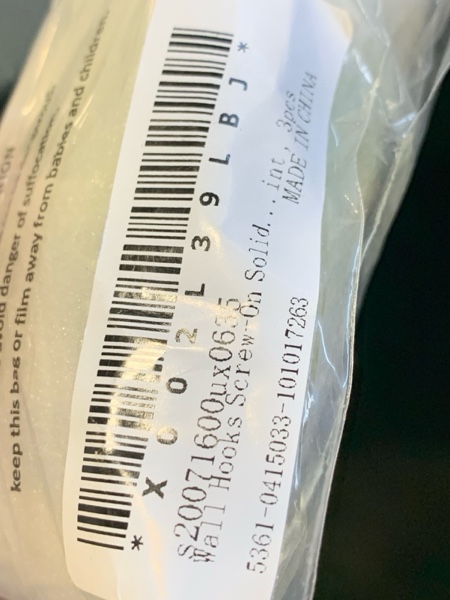 void danger of suffocation,
keep this bag or film away from babies and children.
* X 0 0 2 L 3 9 L B J *
s20071600ux0635
Wall Hooks Screw-On Solid...int, 3pcs
MADE IN CHINA
5361-0415033-101017263